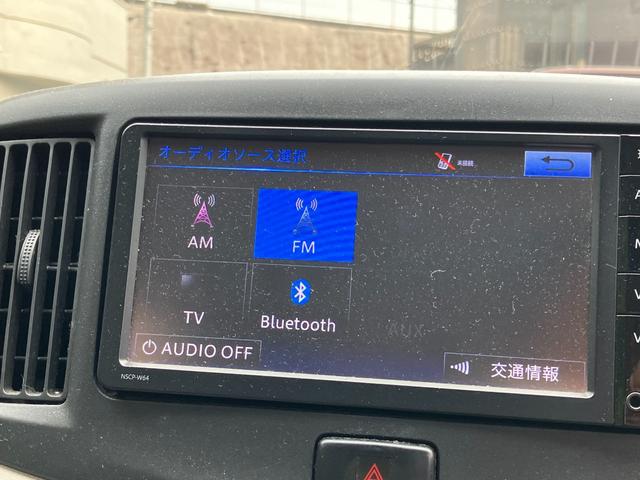 オーディオソース選択
未接続
AM
FM
TV
Bluetooth
AUX
AUDIO OFF
交通情報
NSCP-W64